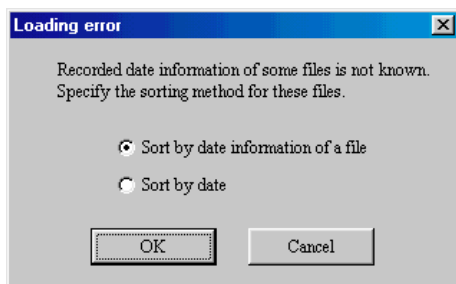 Loading error
Recorded date information of some files is not known.
Specify the sorting method for these files.
Sort by date information of a file
Sort by date
OK
Cancel